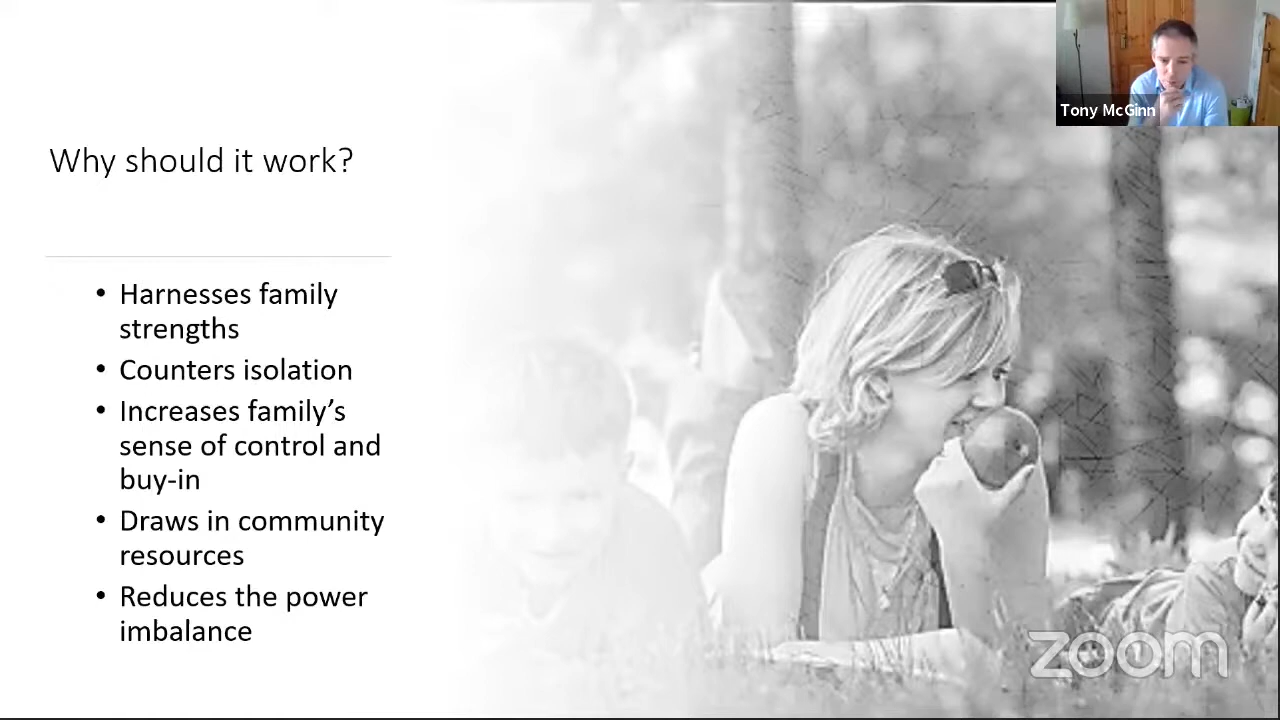 Tony McGinn
Why should it work?
• Harnesses family
strengths
• Counters isolation
• Increases family’s
sense of control and
buy-in
• Draws in community
resources
• Reduces the power
imbalance
zoom